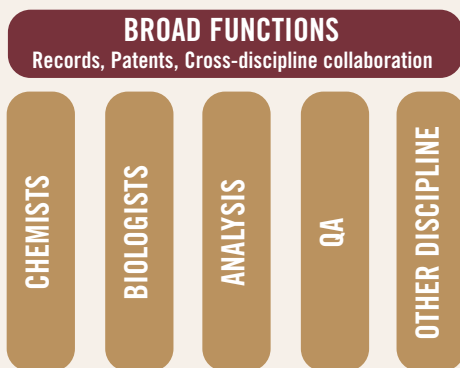 BROAD FUNCTIONS
Records, Patents, Cross-discipline collaboration
CHEMISTS
BIOLOGISTS
ANALYSIS
QA
OTHER DISCIPLINE